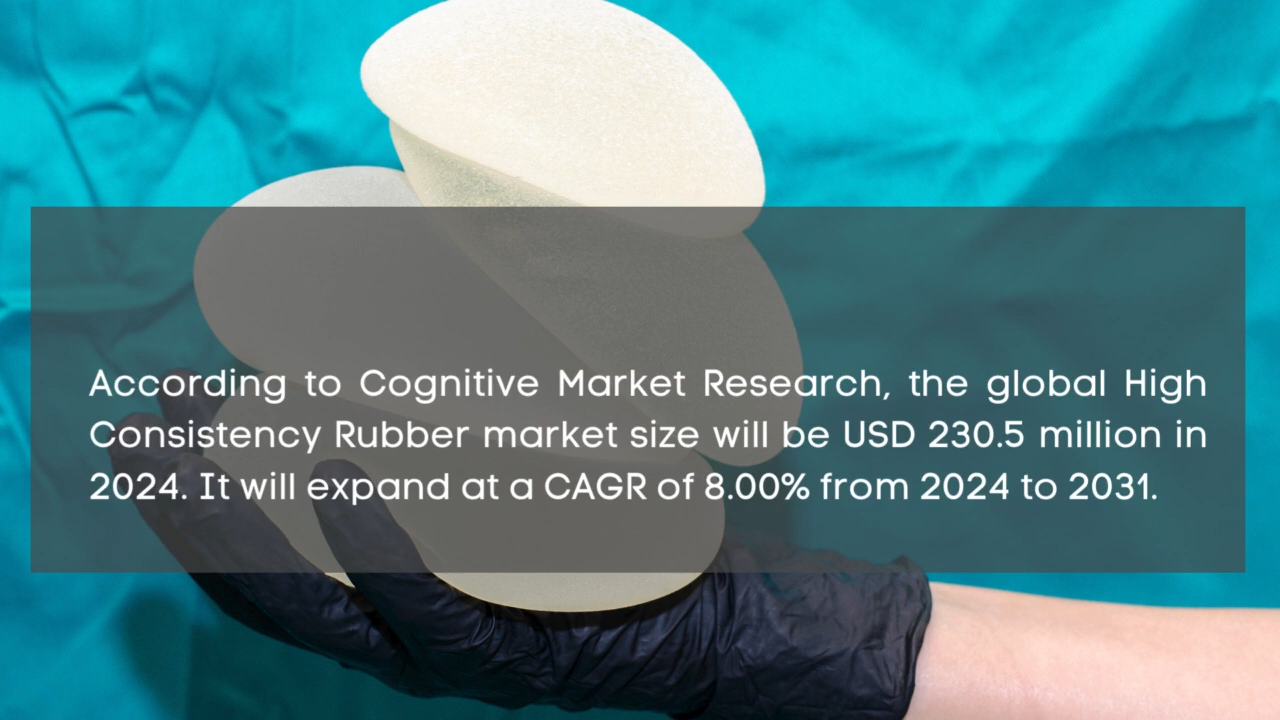 According to Cognitive Market Research, the global High
Consistency Rubber market size will be USD 230.5 million in
2024. It will expand at a CAGR of 8.00% from 2024 to 2031.